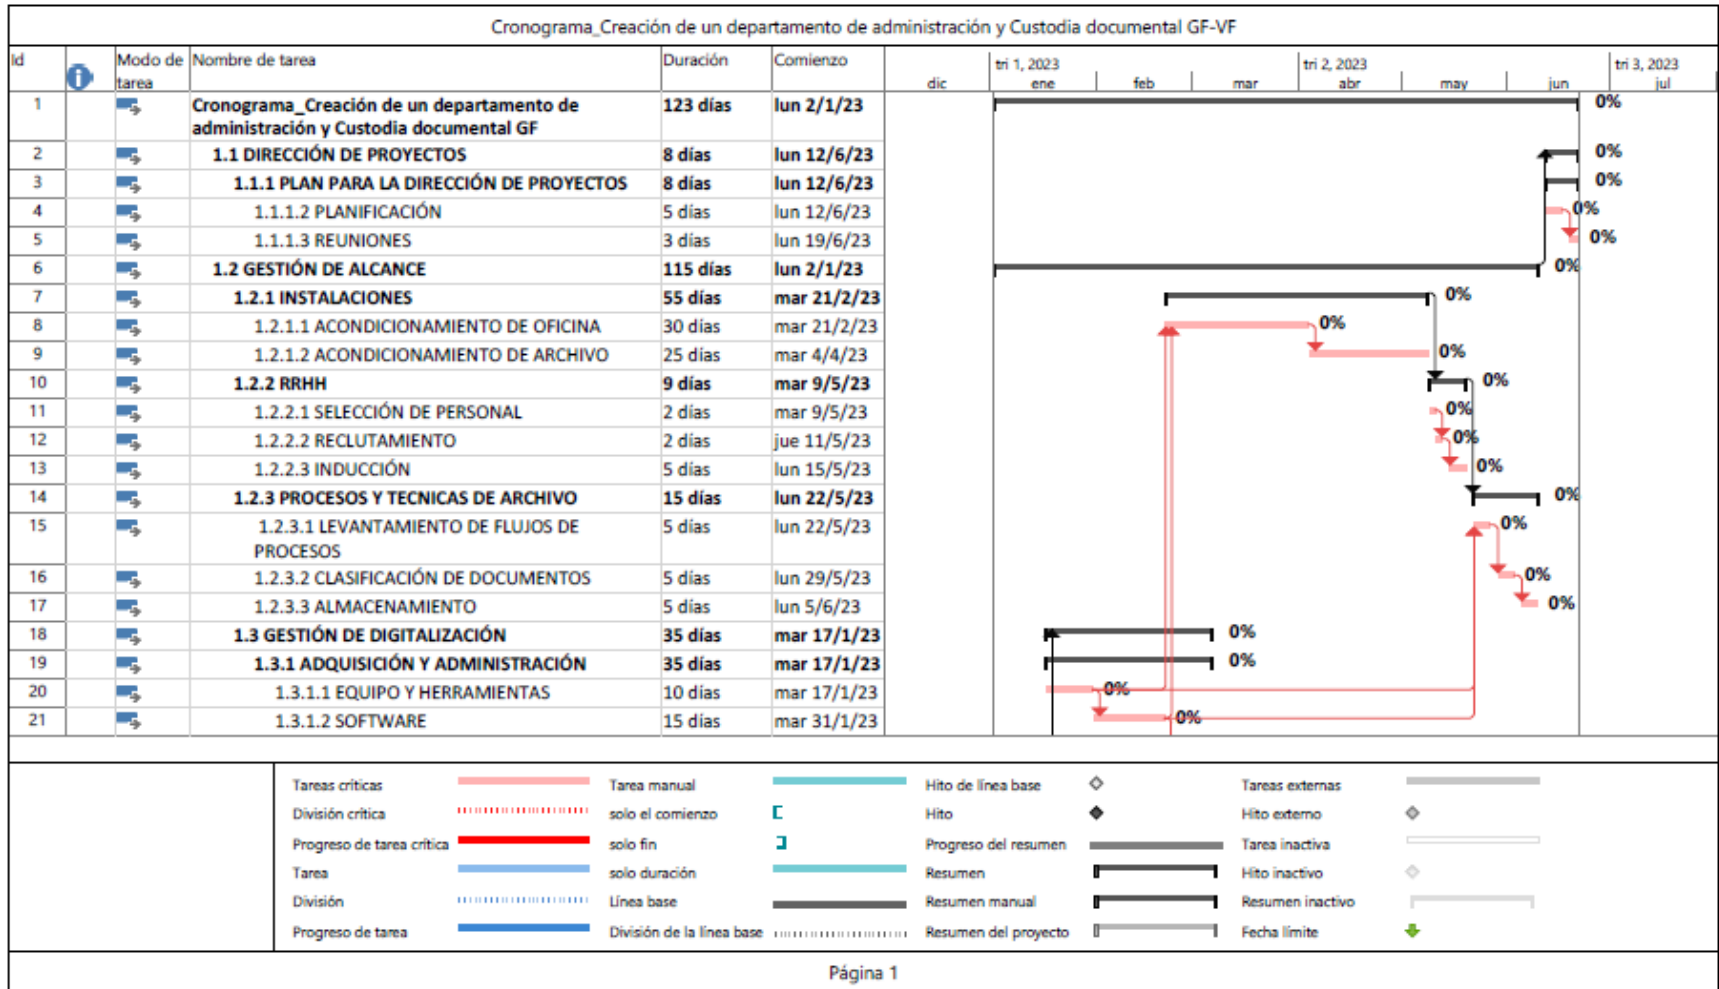 Cronograma_Creación de un departamento de administración y Custodia documental GF-VF
Id Modo de tarea Nombre de tarea Duración Comienzo
tri 1, 2023 tri 2, 2023 tri 3, 2023
dic ene feb mar abr may jun jul
1 Cronograma_Creación de un departamento de 123 días lun 2/1/23 0%
administración y Custodia documental GF
2 1.1 DIRECCIÓN DE PROYECTOS 8 días lun 12/6/23 0%
3 1.1.1 PLAN PARA LA DIRECCIÓN DE PROYECTOS 8 días lun 12/6/23 0%
4 1.1.1.2 PLANIFICACIÓN 5 días lun 12/6/23 0%
5 1.1.1.3 REUNIONES 3 días lun 19/6/23 0%
6 1.2 GESTIÓN DE ALCANCE 115 días lun 2/1/23 0%
7 1.2.1 INSTALACIONES 55 días mar 21/2/23 0%
8 1.2.1.1 ACONDICIONAMIENTO DE OFICINA 30 días mar 21/2/23 0%
9 1.2.1.2 ACONDICIONAMIENTO DE ARCHIVO 25 días mar 4/4/23 0%
10 1.2.2 RRHH 9 días mar 9/5/23 0%
11 1.2.2.1 SELECCIÓN DE PERSONAL 2 días mar 9/5/23 0%
12 1.2.2.2 RECLUTAMIENTO 2 días jue 11/5/23 0%
13 1.2.2.3 INDUCCIÓN 5 días lun 15/5/23 0%
14 1.2.3 PROCESOS Y TECNICAS DE ARCHIVO 15 días lun 22/5/23 0%
15 1.2.3.1 LEVANTAMIENTO DE FLUJOS DE 5 días lun 22/5/23 0%
PROCESOS
16 1.2.3.2 CLASIFICACIÓN DE DOCUMENTOS 5 días lun 29/5/23 0%
17 1.2.3.3 ALMACENAMIENTO 5 días lun 5/6/23 0%
18 1.3 GESTIÓN DE DIGITALIZACIÓN 35 días mar 17/1/23 0%
19 1.3.1 ADQUISICIÓN Y ADMINISTRACIÓN 35 días mar 17/1/23 0%
20 1.3.1.1 EQUIPO Y HERRAMIENTAS 10 días mar 17/1/23 0%
21 1.3.1.2 SOFTWARE 15 días mar 31/1/23 0%
Tareas críticas Tarea manual Hito de línea base Tareas externas
División crítica solo el comienzo Hito Hito externo
Progreso de tarea crítica solo fin Progreso del resumen Tarea inactiva
Tarea solo duración Resumen Hito inactivo
División Línea base Resumen manual Resumen inactivo
Progreso de tarea División de la línea base Resumen del proyecto Fecha límite
Página 1